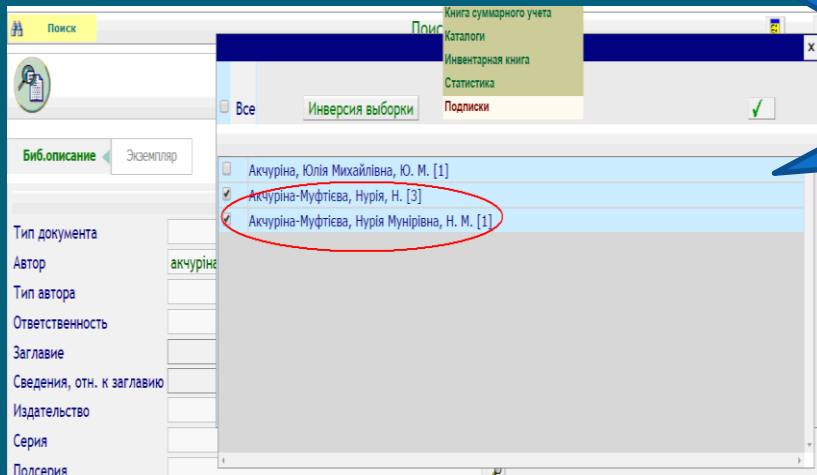 Поиск
Поис
Книга суммарного учета
Каталоги
Инвентарная книга
Статистика
Подписки
x
Все
Инверсия выборки
Биб.описание
Экземпляр
Акчуріна, Юлія Михайлівна, Ю. М. [1]
Акчуріна-Муфтієва, Нурія, Н. [3]
Акчуріна-Муфтієва, Нурія Мунірівна, Н. М. [1]
Тип документа
Автор
акчуріна
Тип автора
Ответственность
Заглавие
Сведения, отн. к заглавию
Издательство
Серия
Подсерия